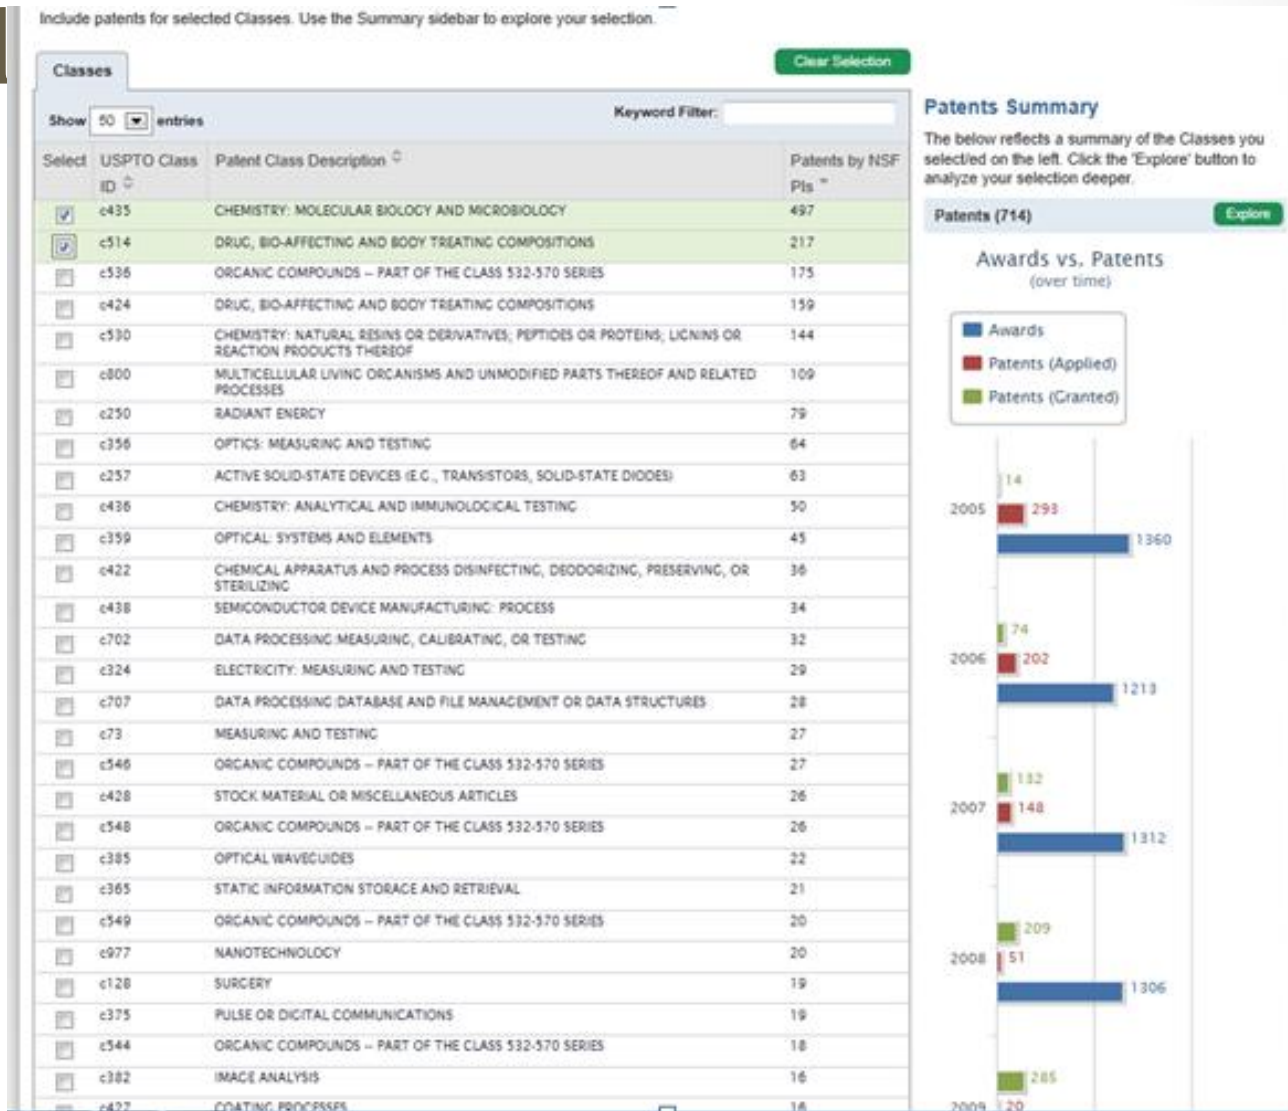 Include patents for selected Classes. Use the Summary sidebar to explore your selection.
Classes
Clear Selection
Show 50 entries
Keyword Filter:
Select USPTO Class ID Patent Class Description Patents by NSF PIs
c435 CHEMISTRY: MOLECULAR BIOLOGY AND MICROBIOLOGY 497
c514 DRUG, BIO-AFFECTING AND BODY TREATING COMPOSITIONS 217
c536 ORGANIC COMPOUNDS -- PART OF THE CLASS 532-570 SERIES 175
c424 DRUG, BIO-AFFECTING AND BODY TREATING COMPOSITIONS 159
c530 CHEMISTRY: NATURAL RESINS OR DERIVATIVES; PEPTIDES OR PROTEINS; LIGNINS OR 144
REACTION PRODUCTS THEREOF
c800 MULTICELLULAR LIVING ORGANISMS AND UNMODIFIED PARTS THEREOF AND RELATED 109
PROCESSES
c250 RADIANT ENERGY 79
c356 OPTICS: MEASURING AND TESTING 64
c257 ACTIVE SOLID-STATE DEVICES (E.G., TRANSISTORS, SOLID-STATE DIODES) 63
c436 CHEMISTRY: ANALYTICAL AND IMMUNOLOGICAL TESTING 50
c359 OPTICAL: SYSTEMS AND ELEMENTS 45
c422 CHEMICAL APPARATUS AND PROCESS DISINFECTING, DEODORIZING, PRESERVING, OR 36
STERILIZING
c438 SEMICONDUCTOR DEVICE MANUFACTURING: PROCESS 34
c702 DATA PROCESSING:MEASURING, CALIBRATING, OR TESTING 32
c324 ELECTRICITY: MEASURING AND TESTING 29
c707 DATA PROCESSING:DATABASE AND FILE MANAGEMENT OR DATA STRUCTURES 28
c73 MEASURING AND TESTING 27
c546 ORGANIC COMPOUNDS -- PART OF THE CLASS 532-570 SERIES 27
c428 STOCK MATERIAL OR MISCELLANEOUS ARTICLES 26
c548 ORGANIC COMPOUNDS -- PART OF THE CLASS 532-570 SERIES 26
c385 OPTICAL WAVEGUIDES 22
c365 STATIC INFORMATION STORAGE AND RETRIEVAL 21
c549 ORGANIC COMPOUNDS -- PART OF THE CLASS 532-570 SERIES 20
c977 NANOTECHNOLOGY 20
c128 SURGERY 19
c375 PULSE OR DIGITAL COMMUNICATIONS 19
c544 ORGANIC COMPOUNDS -- PART OF THE CLASS 532-570 SERIES 18
c382 IMAGE ANALYSIS 16
c427 COATING PROCESSES 16
Patents Summary
The below reflects a summary of the Classes you
select/ed on the left. Click the 'Explore' button to
analyze your selection deeper.
Patents (714) Explore
Awards vs. Patents
(over time)
Awards
Patents (Applied)
Patents (Granted)
14
2005 293
1360
74
2006 202
1213
132
2007 148
1312
209
2008 51
1306
285
2009 20